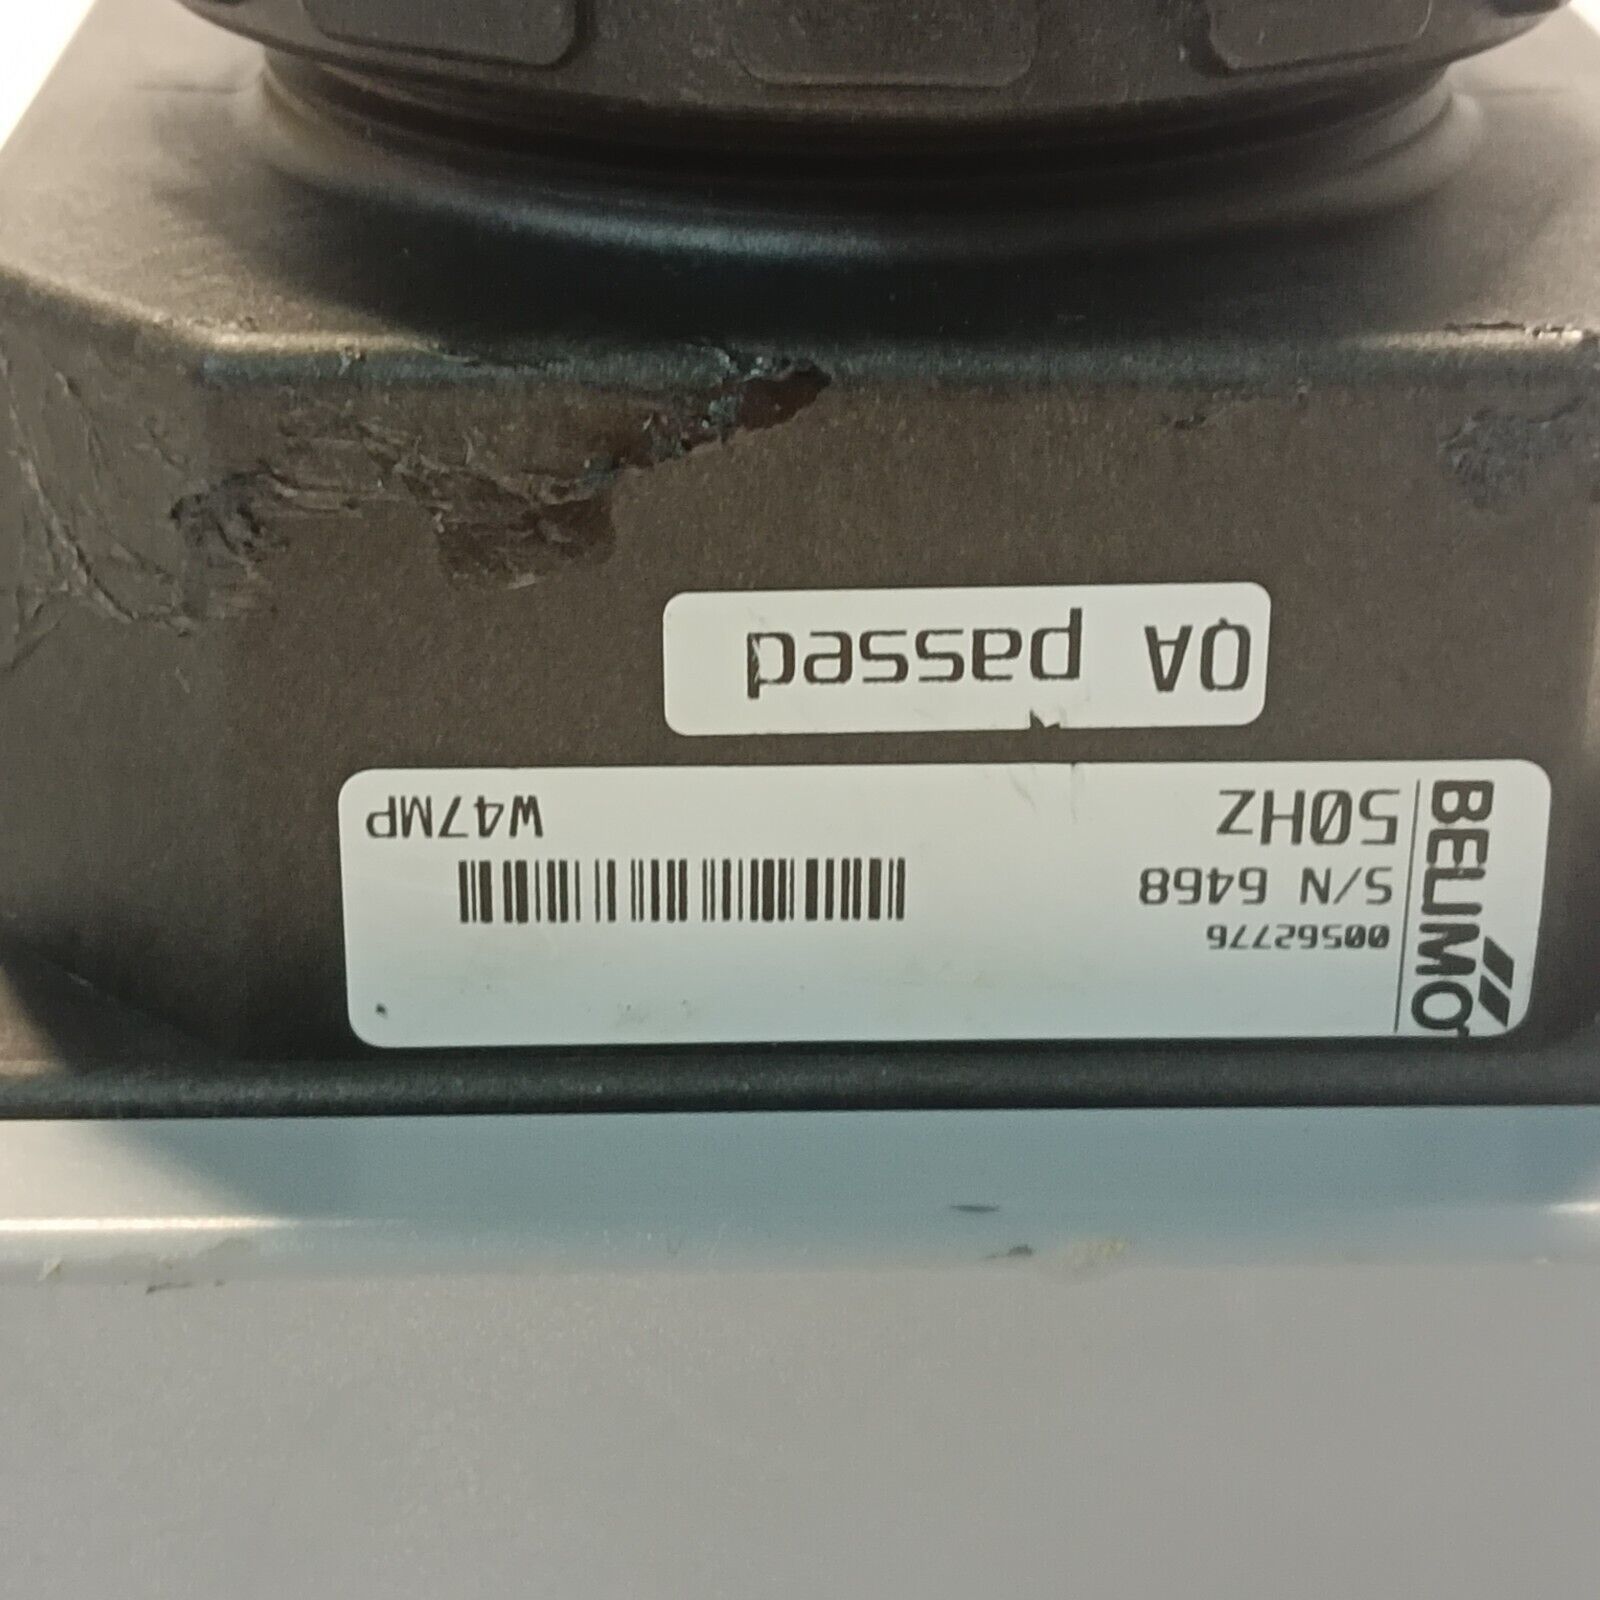 BELIMO
00562776
S/N 6468
50Hz
W47MP
QA passed